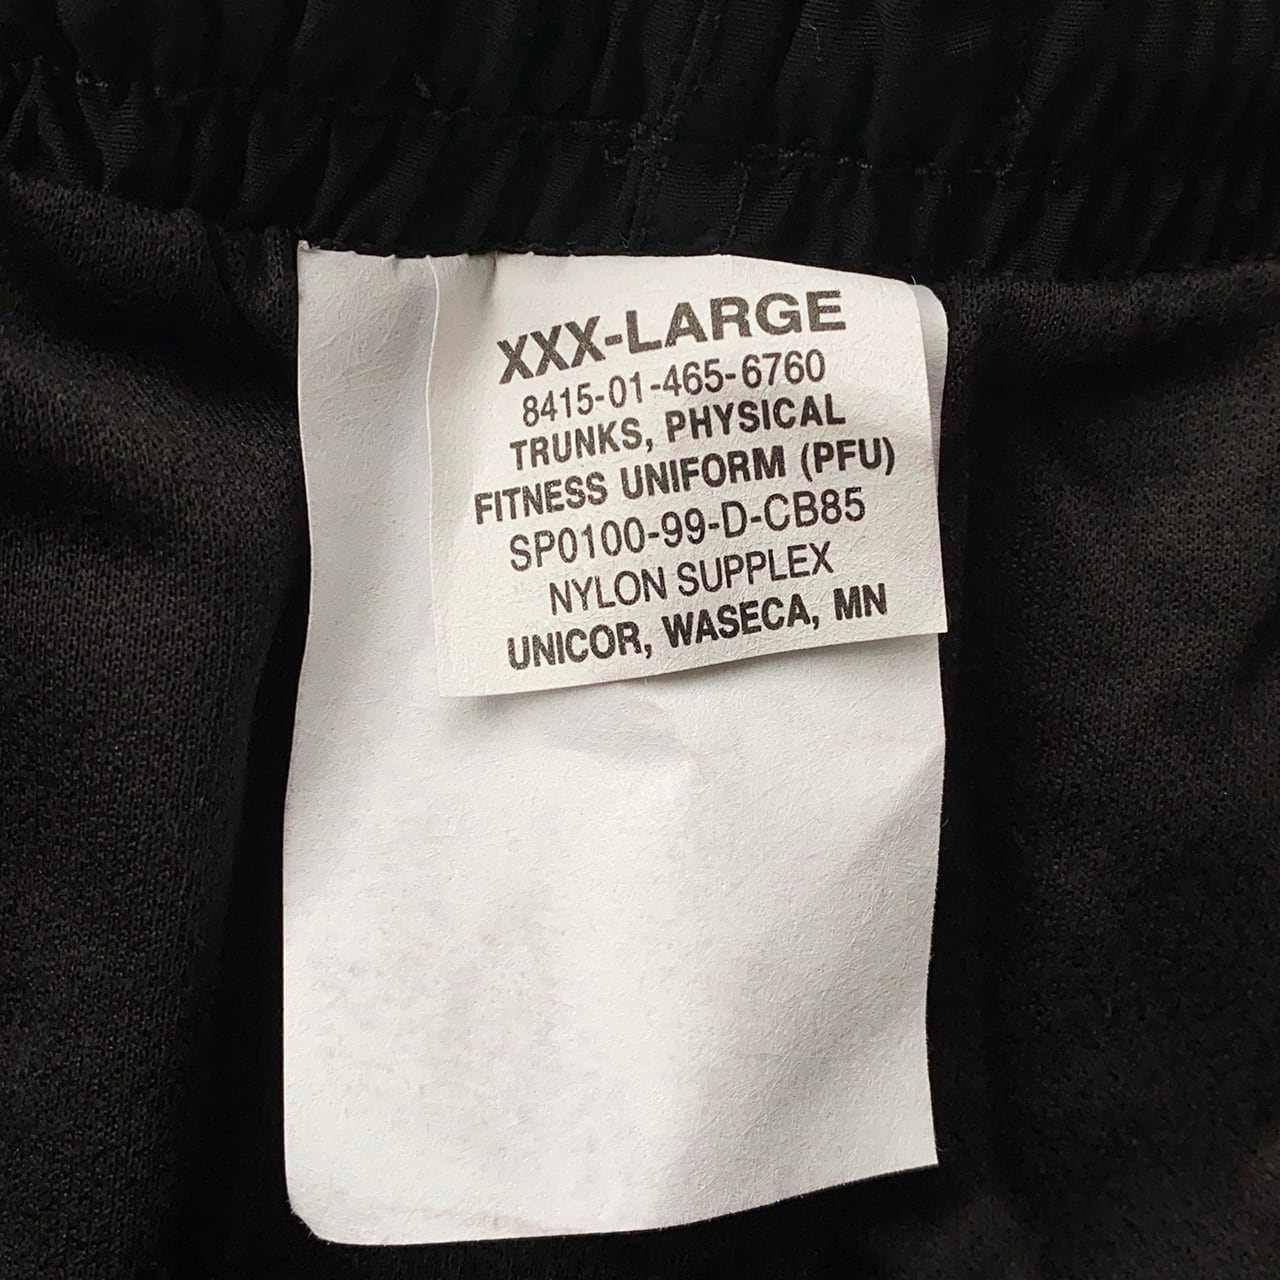 XXX-LARGE
8415-01-465-6760
TRUNKS, PHYSICAL
FITNESS UNIFORM (PFU)
SP0100-99-D-CB85
NYLON SUPPLEX
UNICOR, WASECA, MN